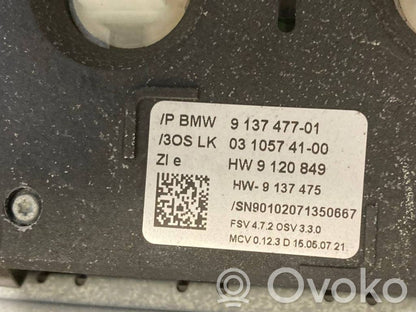 /P BMW 9 137 477-01
/3OS LK 03 1057 41-00
ZI e HW 9 120 849
HW- 9 137 475
/SN90102071350667
FSV 4.7.2 OSV 3.3.0
MCV 0.12.3 D 15.05.07 21.
Ovoko